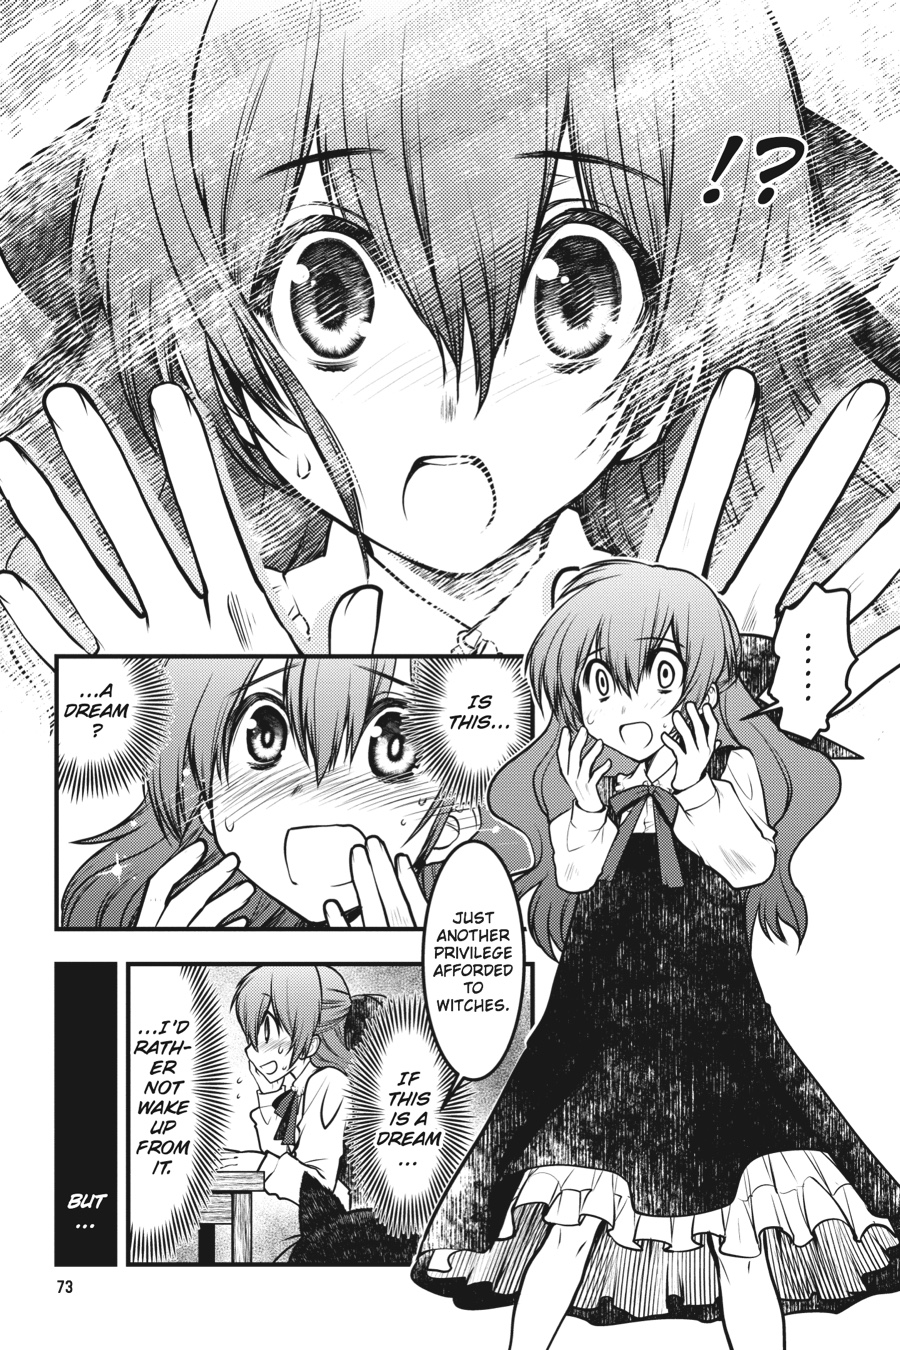 !?
......
IS
THIS...
...A
DREAM
?
JUST
ANOTHER
PRIVILEGE
AFFORDED
TO
WITCHES.
IF
THIS
IS A
DREAM
...
...I'D
RATH-
ER
NOT
WAKE
UP
FROM
IT.
BUT
...
73